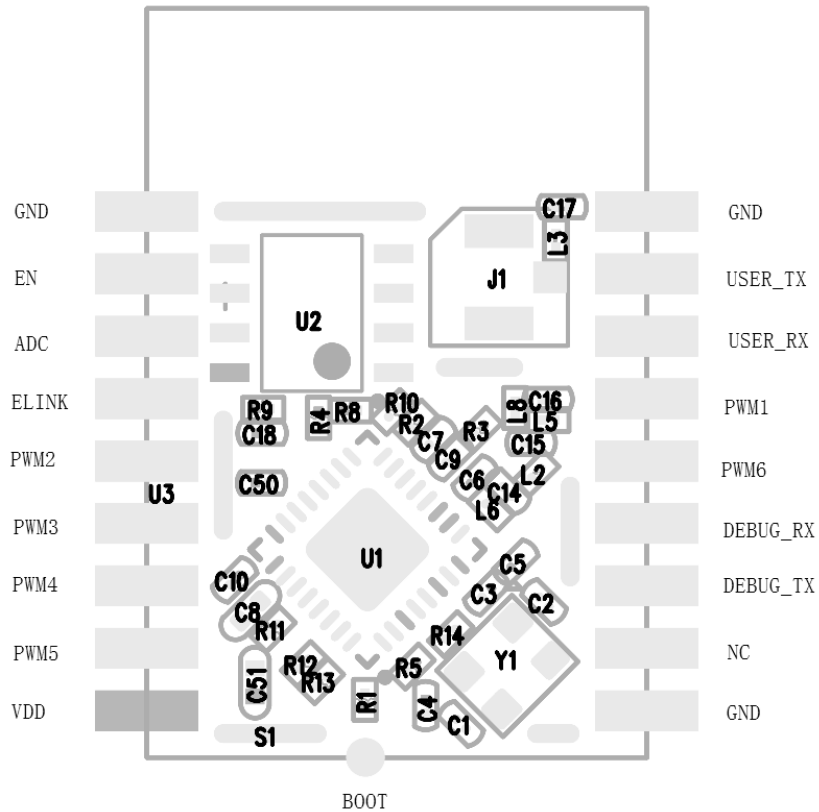 GND
C17
GND
L3
EN
J1
USER_TX
U2
ADC
USER_RX
ELINK
R9
R4
R8
R10
L8
C16
PWM1
C18
R2
C7
R3
L5
C15
PWM2
C9
C6
L2
PWM6
U3
C50
C14
L6
PWM3
U1
DEBUG_RX
PWM4
C10
C5
DEBUG_TX
C8
C3
C2
R11
R14
PWM5
R12
R5
Y1
NC
C51
R13
VDD
R1
C4
C1
GND
S1
BOOT